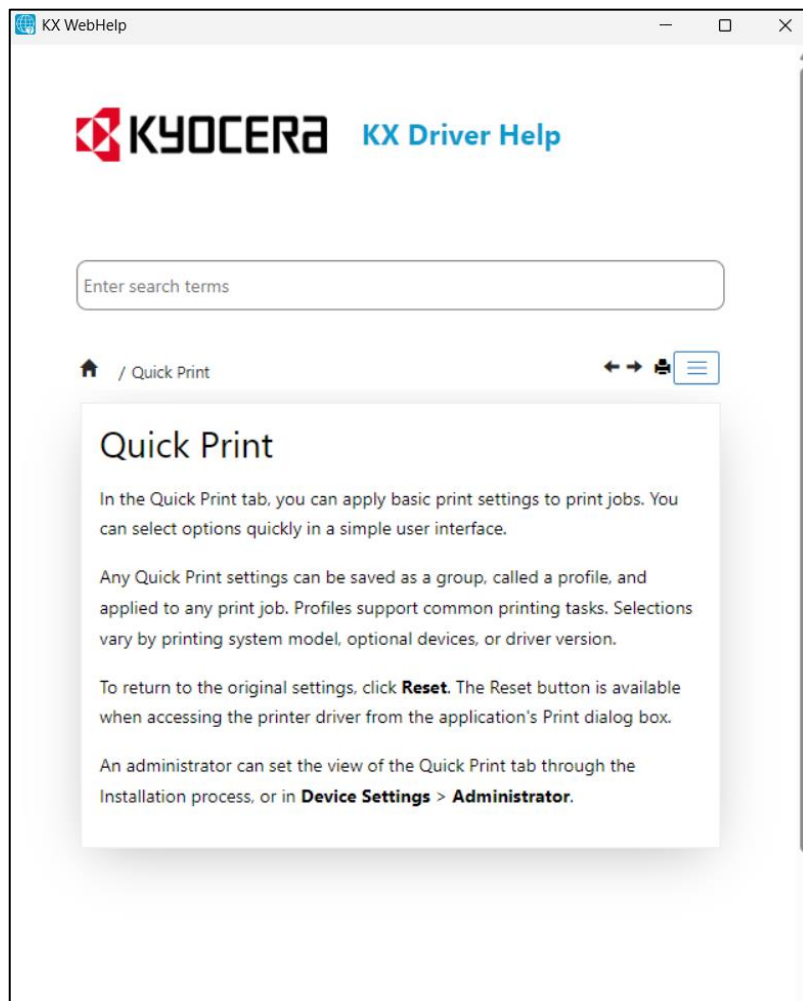 KX WebHelp
KYOCERA KX Driver Help
Enter search terms
/ Quick Print
Quick Print
In the Quick Print tab, you can apply basic print settings to print jobs. You
can select options quickly in a simple user interface.
Any Quick Print settings can be saved as a group, called a profile, and
applied to any print job. Profiles support common printing tasks. Selections
vary by printing system model, optional devices, or driver version.
To return to the original settings, click Reset. The Reset button is available
when accessing the printer driver from the application's Print dialog box.
An administrator can set the view of the Quick Print tab through the
Installation process, or in Device Settings > Administrator.